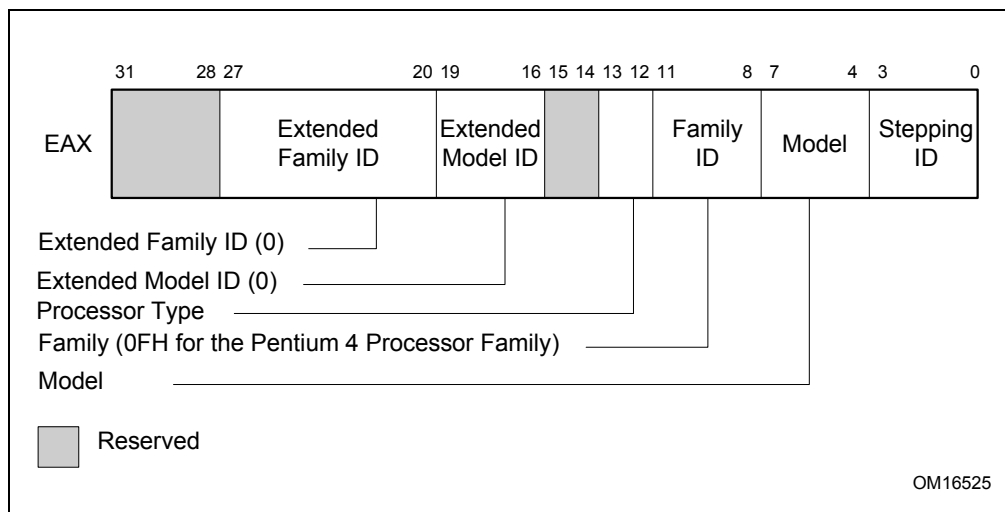 31 28 27 20 19 16 15 14 13 12 11 8 7 4 3 0
EAX
Extended
Family ID
Extended
Model ID
Family
ID
Model
Stepping
ID
Extended Family ID (0)
Extended Model ID (0)
Processor Type
Family (0FH for the Pentium 4 Processor Family)
Model
Reserved
OM16525